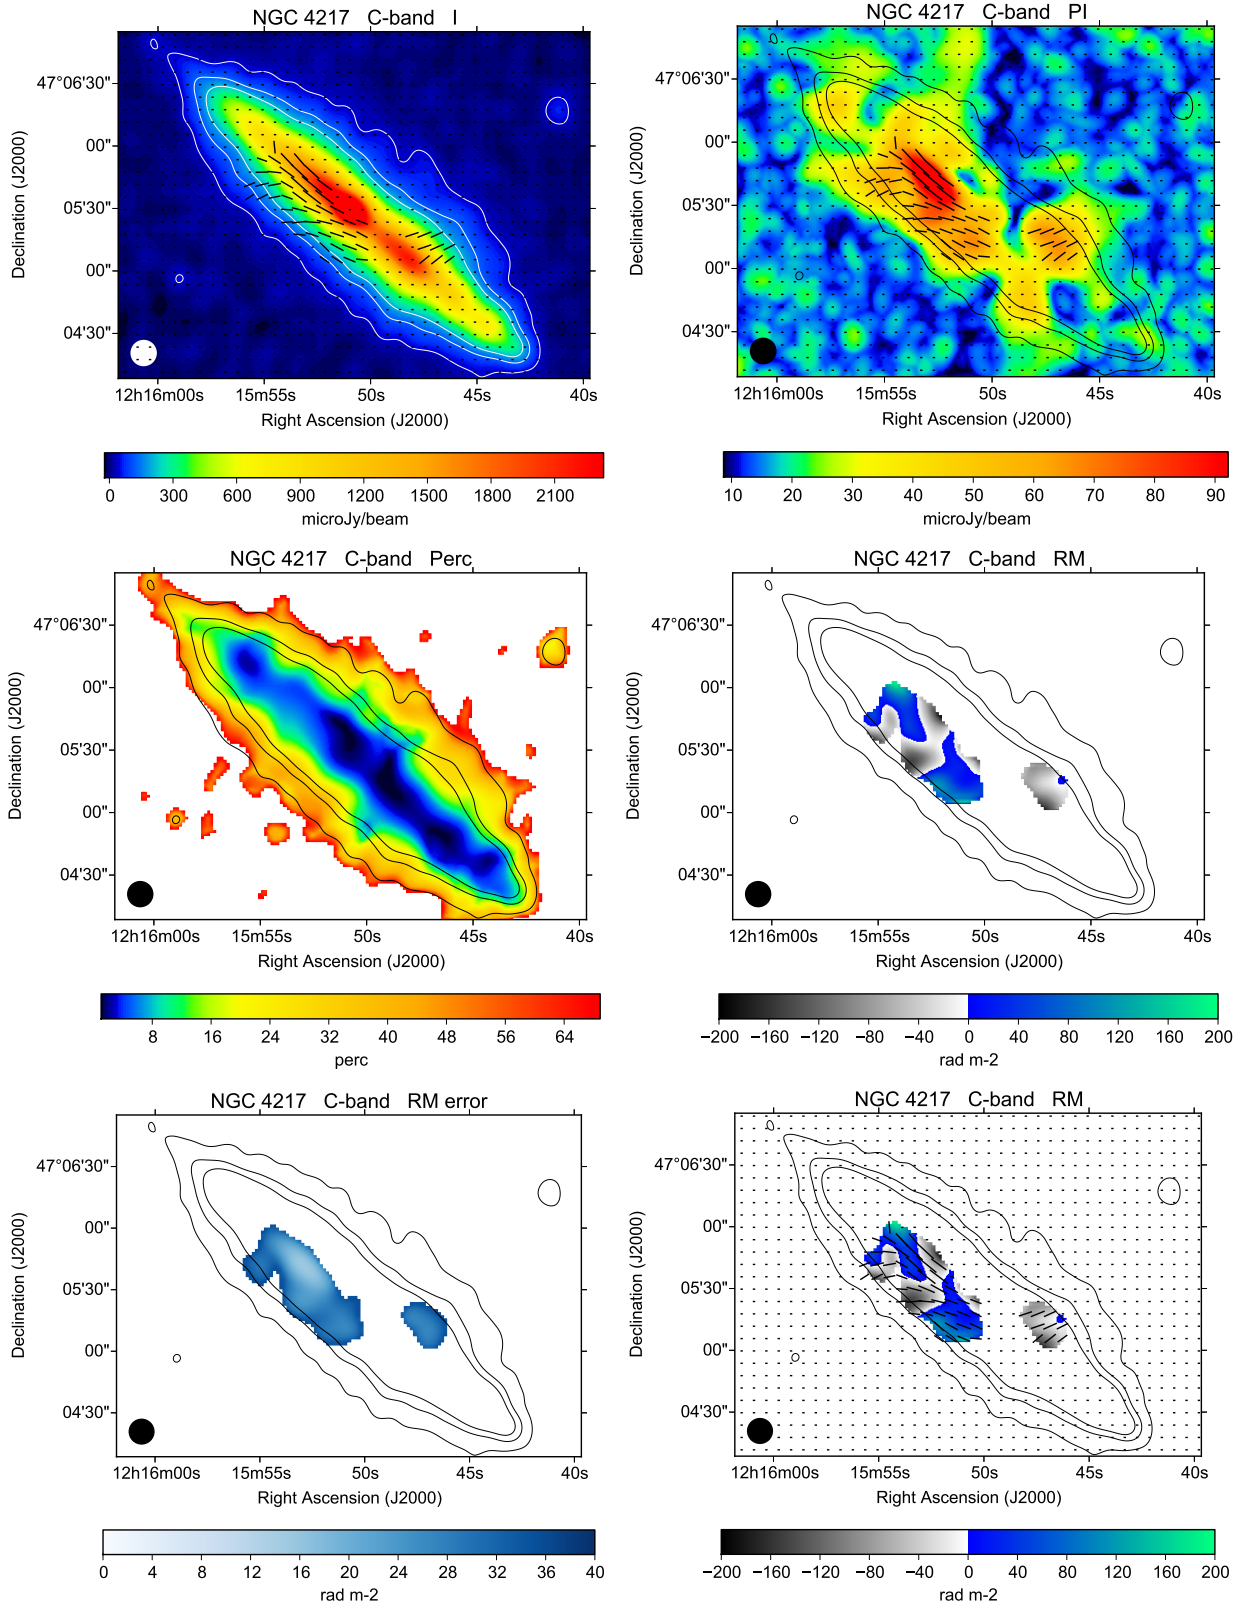 NGC 4217 C-band I
Declination (J2000)
47°06'30"
00"
05'30"
00"
04'30"
12h16m00s 15m55s 50s 45s 40s
Right Ascension (J2000)
0 300 600 900 1200 1500 1800 2100
microJy/beam
NGC 4217 C-band PI
Declination (J2000)
47°06'30"
00"
05'30"
00"
04'30"
12h16m00s 15m55s 50s 45s 40s
Right Ascension (J2000)
10 20 30 40 50 60 70 80 90
microJy/beam
NGC 4217 C-band Perc
Declination (J2000)
47°06'30"
00"
05'30"
00"
04'30"
12h16m00s 15m55s 50s 45s 40s
Right Ascension (J2000)
8 16 24 32 40 48 56 64
perc
NGC 4217 C-band RM
Declination (J2000)
47°06'30"
00"
05'30"
00"
04'30"
12h16m00s 15m55s 50s 45s 40s
Right Ascension (J2000)
−200 −160 −120 −80 −40 0 40 80 120 160 200
rad m-2
NGC 4217 C-band RM error
Declination (J2000)
47°06'30"
00"
05'30"
00"
04'30"
12h16m00s 15m55s 50s 45s 40s
Right Ascension (J2000)
0 4 8 12 16 20 24 28 32 36 40
rad m-2
NGC 4217 C-band RM
Declination (J2000)
47°06'30"
00"
05'30"
00"
04'30"
12h16m00s 15m55s 50s 45s 40s
Right Ascension (J2000)
−200 −160 −120 −80 −40 0 40 80 120 160 200
rad m-2